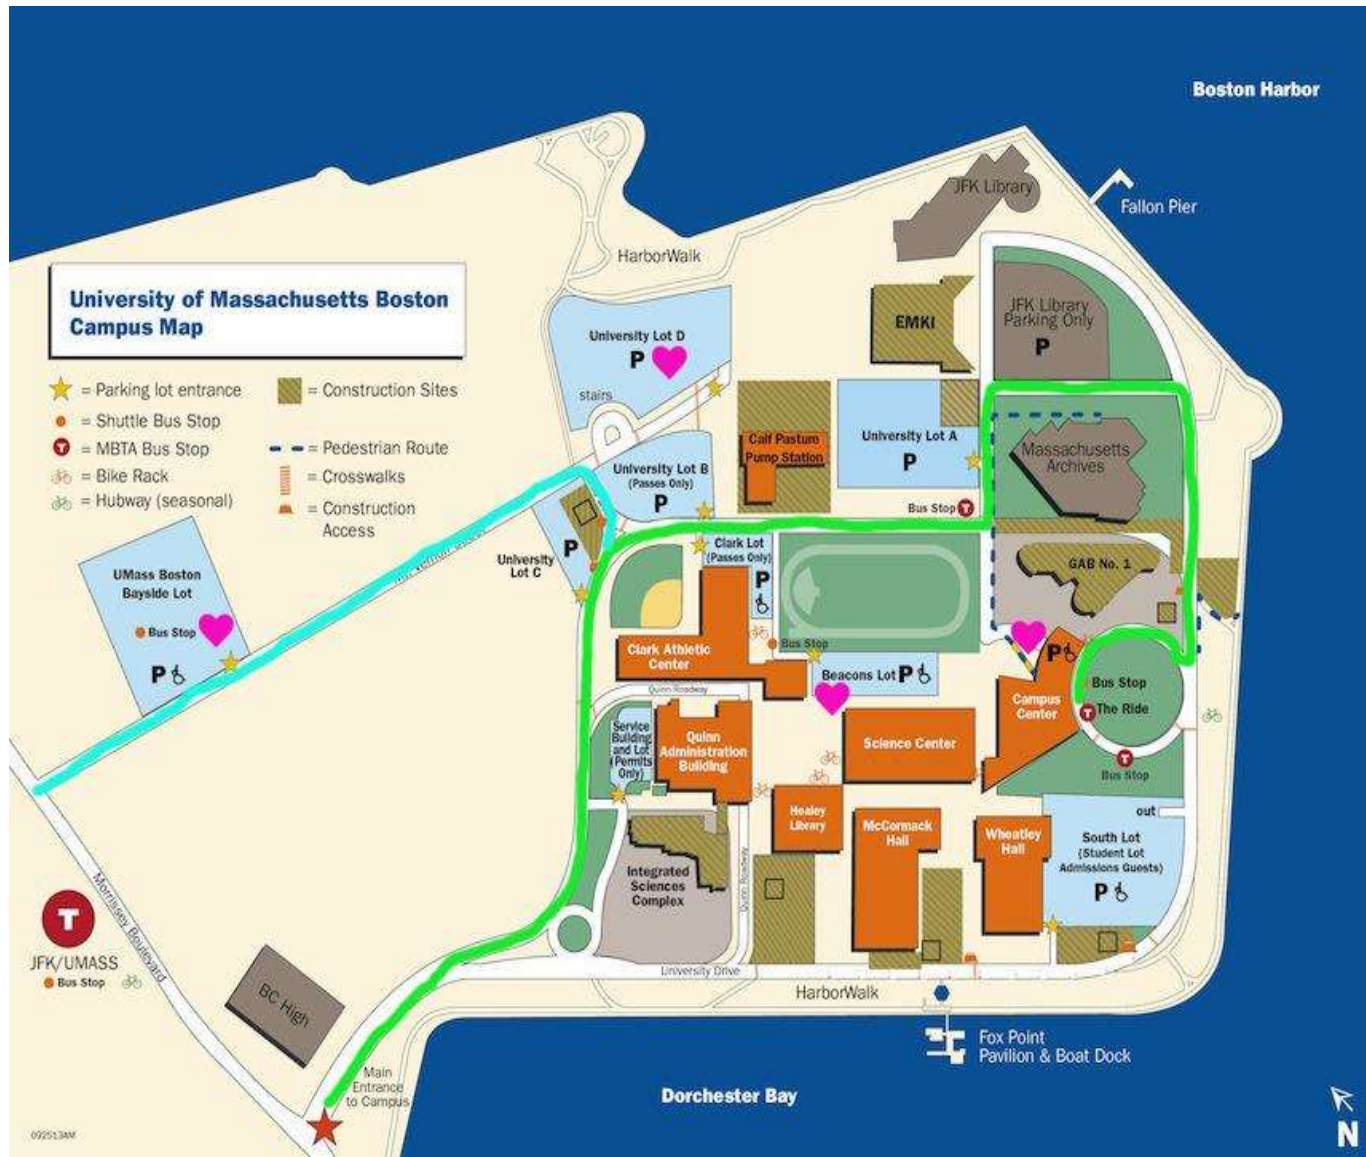 Boston Harbor
JFK Library
Fallon Pier
HarborWalk
University of Massachusetts Boston
Campus Map
= Parking lot entrance
= Construction Sites
= Shuttle Bus Stop
T
= MBTA Bus Stop
= Pedestrian Route
= Bike Rack
= Crosswalks
= Hubway (seasonal)
= Construction
Access
University Lot D
P
stairs
EMKI
JFK Library
Parking Only
P
University Lot A
P
Calf Pasture
Pump Station
Massachusetts
Archives
University Lot B
(Passes Only)
P
Bus Stop T
University
Lot C
P
Clark Lot
(Passes Only)
P
GAB No. 1
UMass Boston
Bayside Lot
Bus Stop
P
Clark Athletic
Center
Bus Stop
Beacons Lot P
P
Campus
Center
Bus Stop
T The Ride
T
Bus Stop
Quinn Roadway
Service
Building
and Lot
(Permits
Only)
Quinn
Administration
Building
Science Center
Healey
Library
McCormack
Hall
Wheatley
Hall
out
South Lot
(Student Lot
Admissions Guests)
P
Integrated
Sciences
Complex
Quinn Roadway
Morrissey Boulevard
T
JFK/UMASS
Bus Stop
BC High
University Drive
HarborWalk
Fox Point
Pavilion & Boat Dock
Main
Entrance
to Campus
Dorchester Bay
092513AM
N